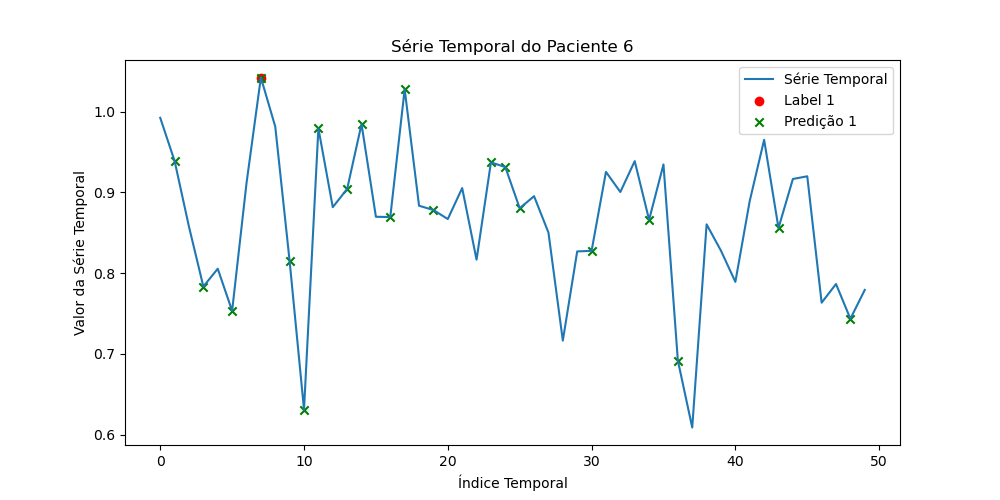 Série Temporal do Paciente 6
Série Temporal
Label 1
Predição 1
Valor da Série Temporal
1.0
0.9
0.8
0.7
0.6
0
10
20
30
40
50
Índice Temporal